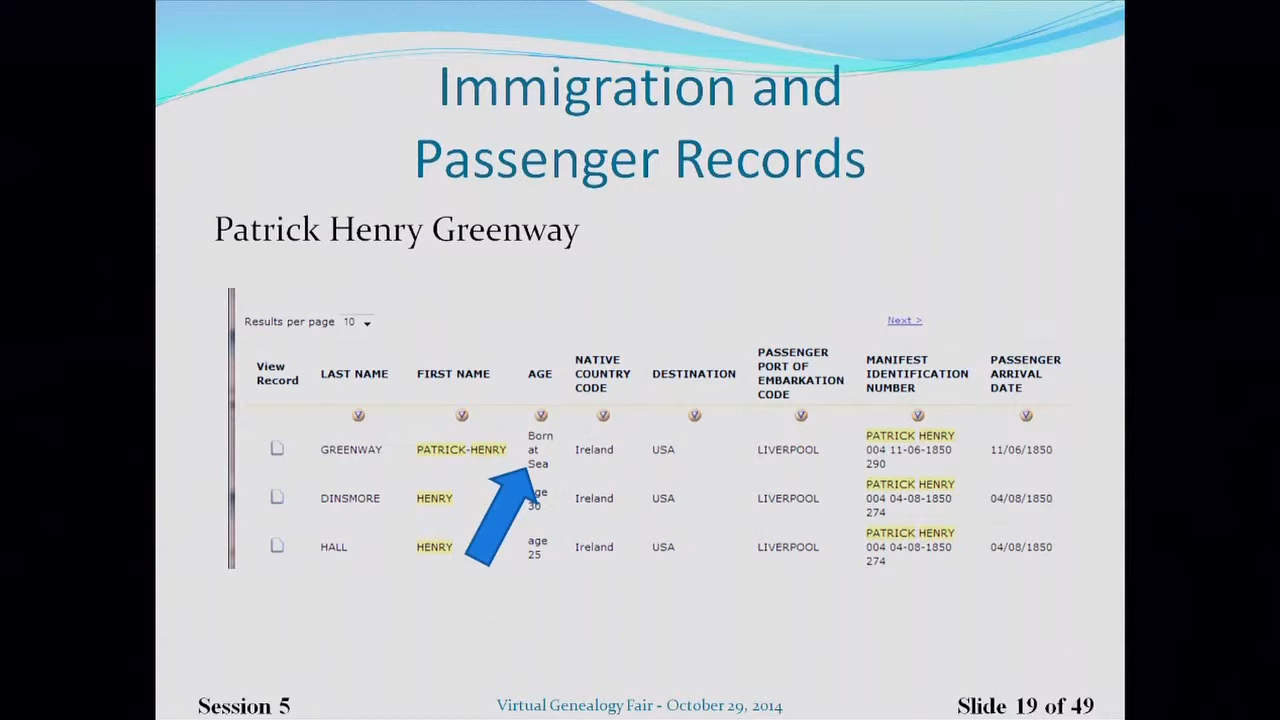 Immigration and
Passenger Records
Patrick Henry Greenway
Results per page 10
Next >
View Record LAST NAME FIRST NAME AGE NATIVE COUNTRY CODE DESTINATION PASSENGER PORT OF EMBARKATION CODE MANIFEST IDENTIFICATION NUMBER PASSENGER ARRIVAL DATE
GREENWAY PATRICK-HENRY Born at Sea Ireland USA LIVERPOOL PATRICK HENRY 004 11-06-1850 290 11/06/1850
DINSMORE HENRY age 30 Ireland USA LIVERPOOL PATRICK HENRY 004 04-08-1850 274 04/08/1850
HALL HENRY age 25 Ireland USA LIVERPOOL PATRICK HENRY 004 04-08-1850 274 04/08/1850
Session 5
Virtual Genealogy Fair - October 29, 2014
Slide 19 of 49